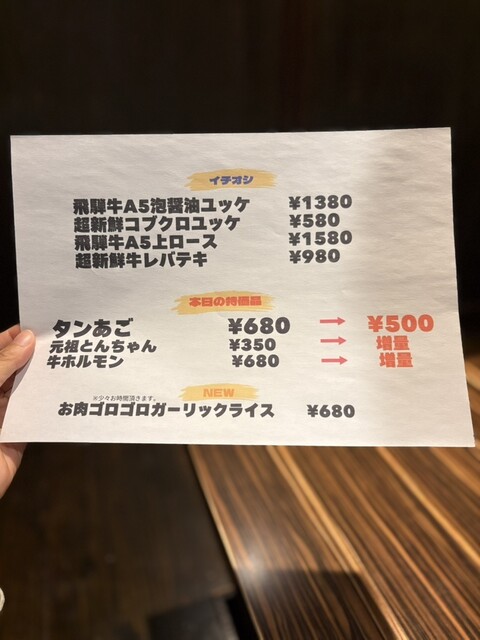 イチオシ
飛騨牛A5泡醤油ユッケ ¥1380
超新鮮コブクロユッケ ¥580
飛騨牛A5上ロース ¥1580
超新鮮牛レバテキ ¥980
本日の特価品
タンあご ¥680 → ¥500
元祖とんちゃん ¥350 → 増量
牛ホルモン ¥680 → 増量
NEW
※少々お時間頂きます。
お肉ゴロゴロガーリックライス ¥680